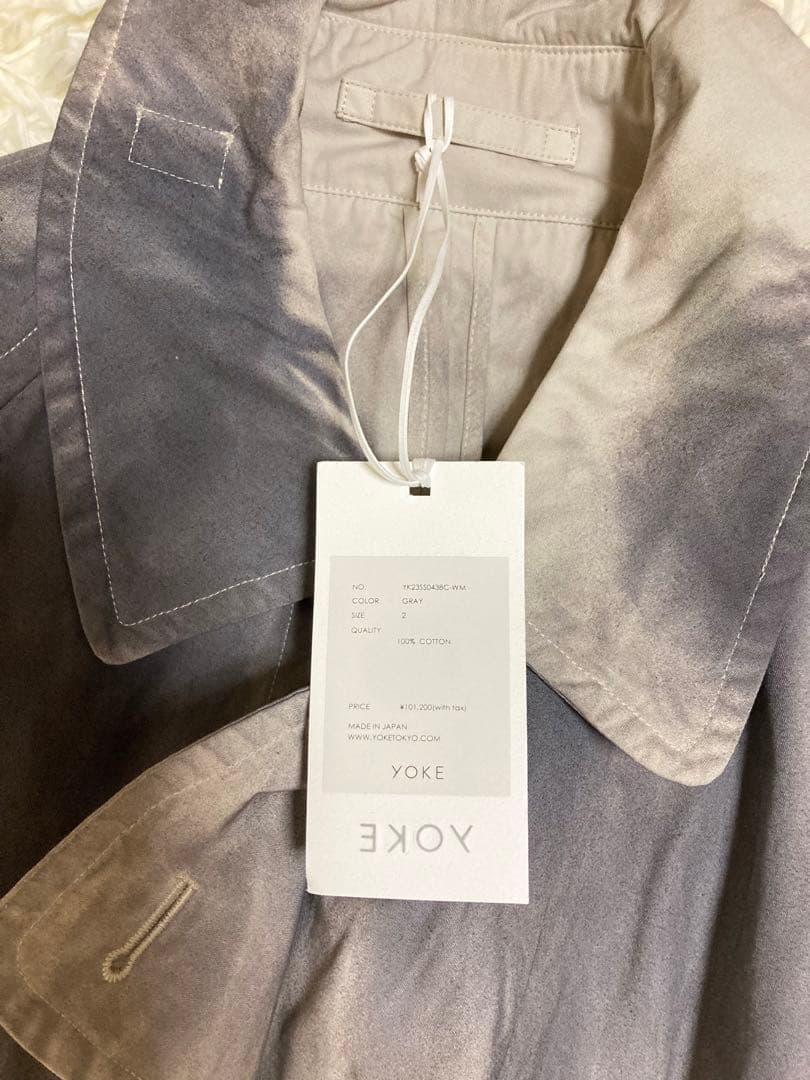 NO. YK23SS0438C-WM
COLOR GRAY
SIZE 2
QUALITY
100% COTTON
PRICE ¥101,200(with tax)
MADE IN JAPAN
WWW.YOKETOKYO.COM
YOKE
YOKE